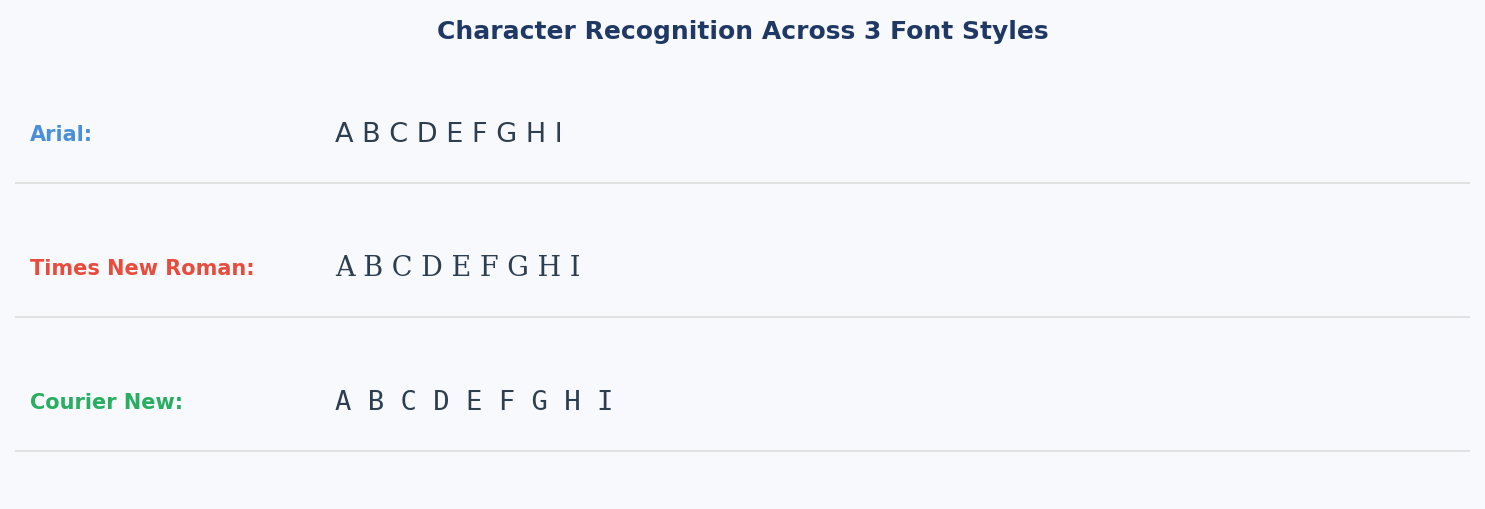 Character Recognition Across 3 Font Styles
Arial: A B C D E F G H I
Times New Roman: A B C D E F G H I
Courier New: A B C D E F G H I